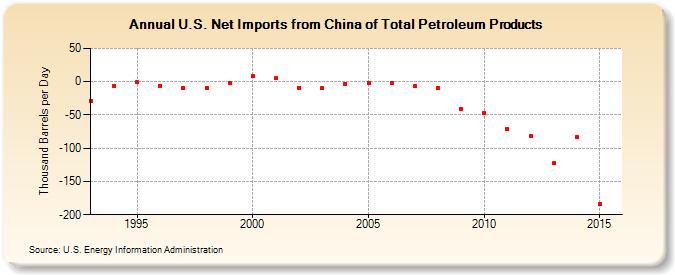 Annual U.S. Net Imports from China of Total Petroleum Products
Thousand Barrels per Day
50
0
-50
-100
-150
-200
1995 2000 2005 2010 2015
Source: U.S. Energy Information Administration